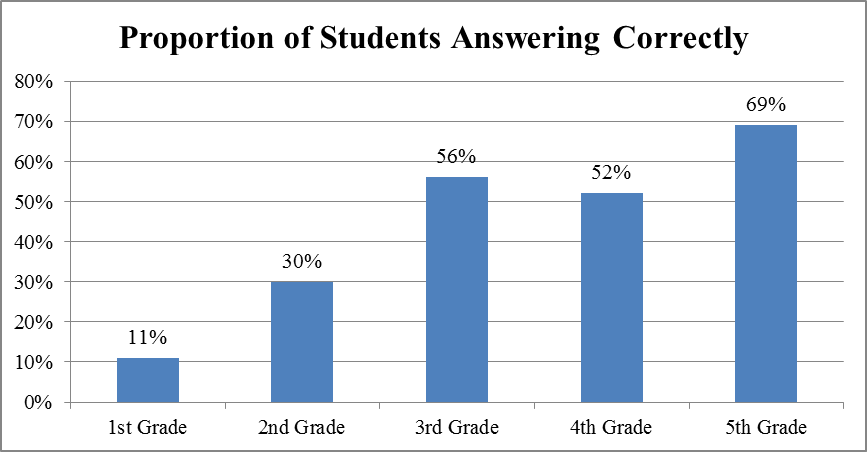 Proportion of Students Answering Correctly
80%
70%
60%
50%
40%
30%
20%
10%
0%
11%
30%
56%
52%
69%
1st Grade
2nd Grade
3rd Grade
4th Grade
5th Grade